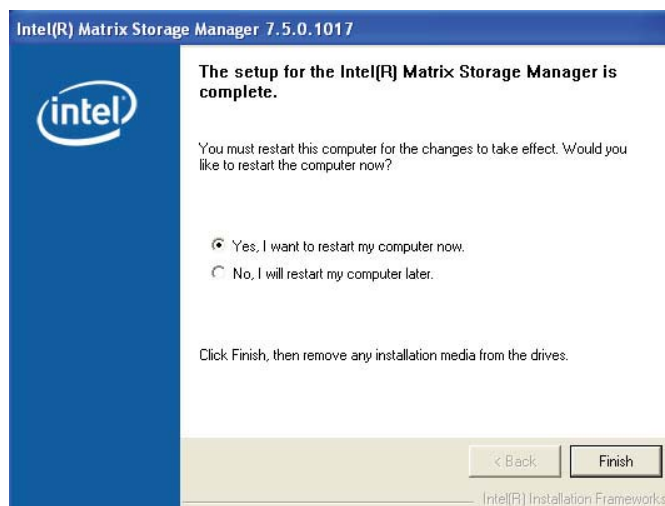 Intel(R) Matrix Storage Manager 7.5.0.1017
intel
The setup for the Intel(R) Matrix Storage Manager is
complete.
You must restart this computer for the changes to take effect. Would you
like to restart the computer now?
Yes, I want to restart my computer now.
No, I will restart my computer later.
Click Finish, then remove any installation media from the drives.
< Back
Finish
Intel(R) Installation Frameworks